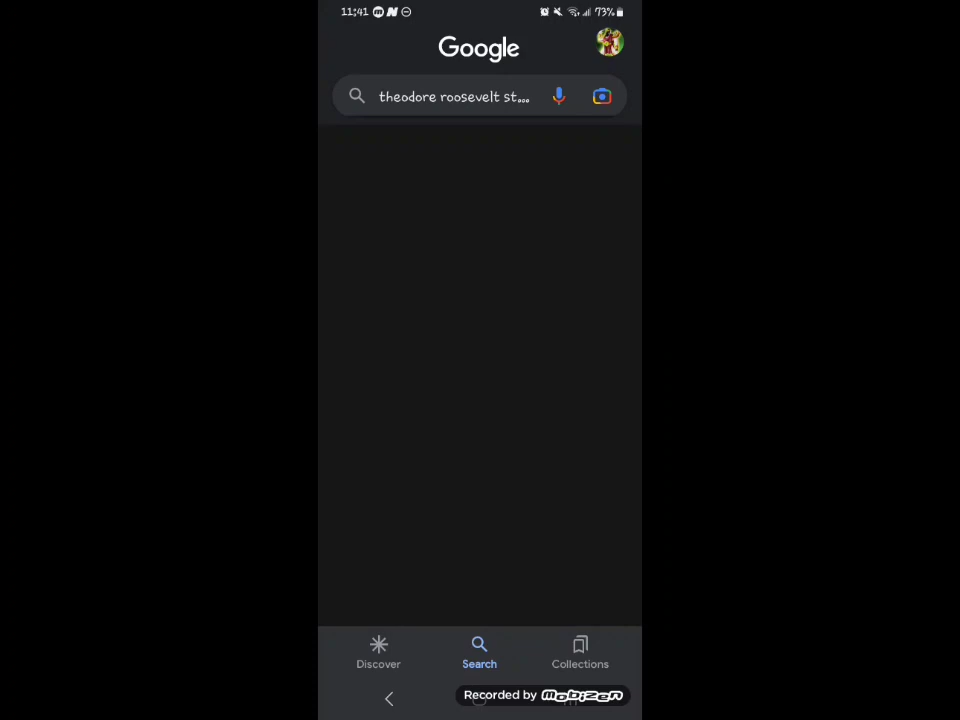 11:41
73%
Google
theodore roosevelt st...
Discover
Search
Collections
Recorded by Mobizen